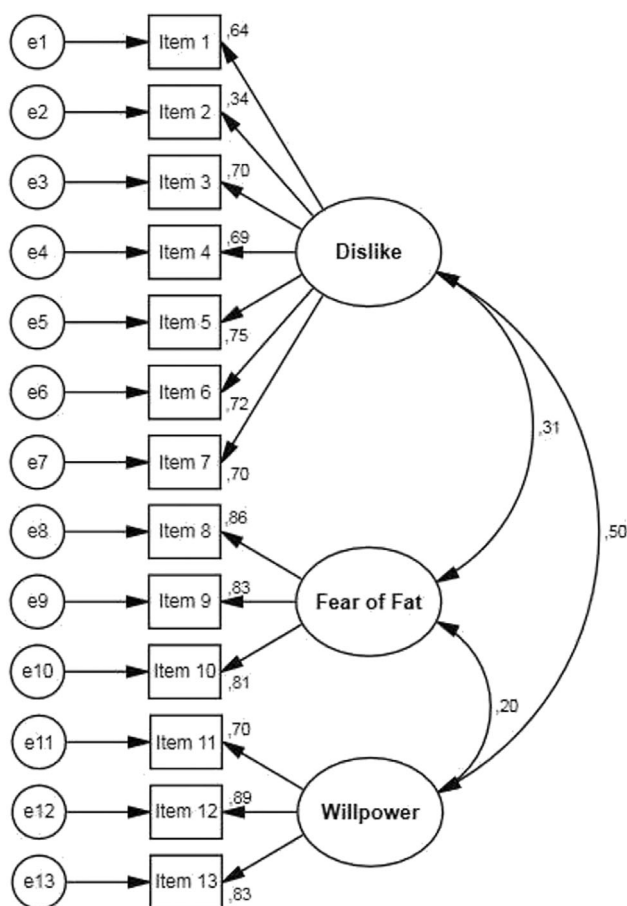 e1 Item 1 ,64
e2 Item 2 ,34
e3 Item 3 ,70
e4 Item 4 ,69
Dislike
e5 Item 5 ,75
e6 Item 6 ,72
e7 Item 7 ,70
,31
e8 Item 8 ,86
,50
e9 Item 9 ,83
Fear of Fat
e10 Item 10 ,81
,20
e11 Item 11 ,70
e12 Item 12 ,89
Willpower
e13 Item 13 ,83